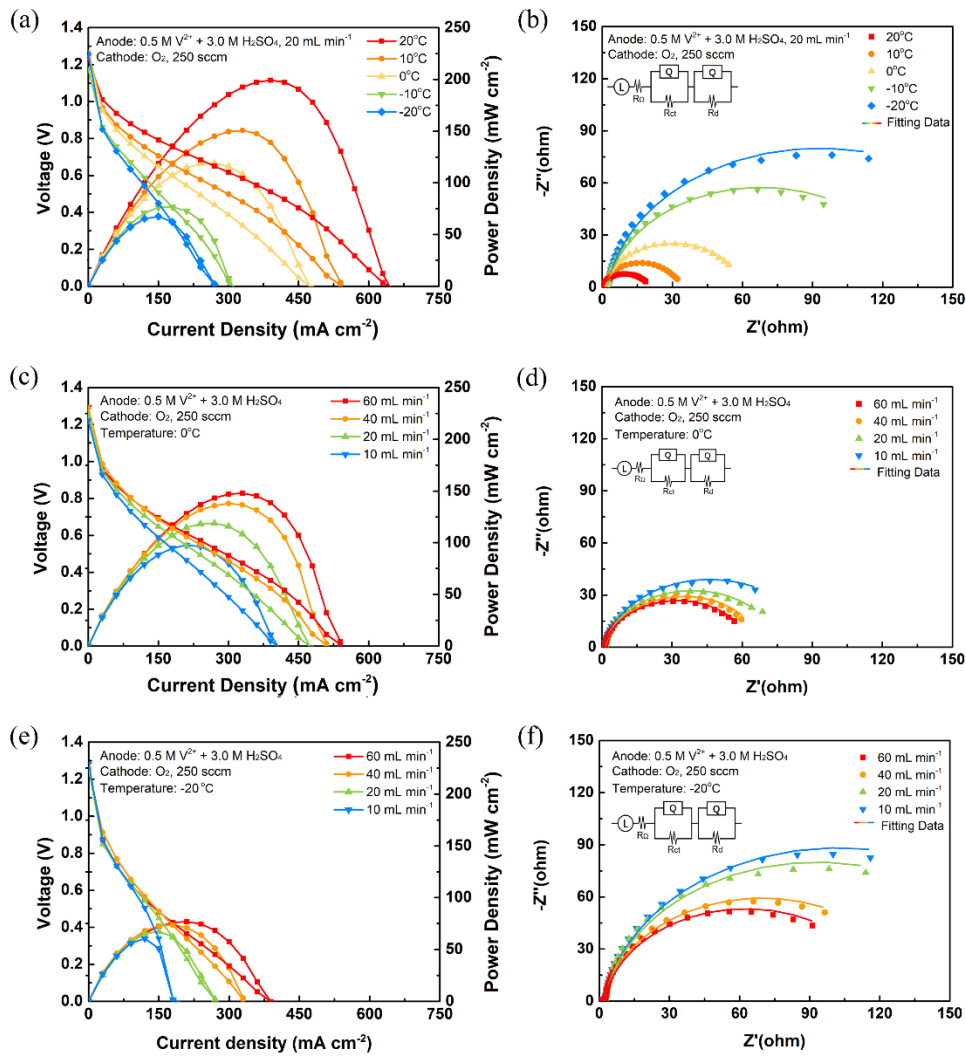 (a)
Anode: 0.5 M V²⁺ + 3.0 M H₂SO₄, 20 mL min⁻¹
Cathode: O₂, 250 sccm
20°C
10°C
0°C
-10°C
-20°C
1.4
1.2
1.0
0.8
0.6
0.4
0.2
0.0
Voltage (V)
250
200
150
100
50
0
Power Density (mW cm⁻²)
0
150
300
450
600
750
Current Density (mA cm⁻²)
(b)
Anode: 0.5 M V²⁺ + 3.0 M H₂SO₄, 20 mL min⁻¹
Cathode: O₂, 250 sccm
20°C
10°C
0°C
-10°C
-20°C
Fitting Data
L
RΩ
Q
Rct
Q
Rd
150
120
90
60
30
0
-Z''(ohm)
0
30
60
90
120
150
Z'(ohm)
(c)
Anode: 0.5 M V²⁺ + 3.0 M H₂SO₄
Cathode: O₂, 250 sccm
Temperature: 0°C
60 mL min⁻¹
40 mL min⁻¹
20 mL min⁻¹
10 mL min⁻¹
1.4
1.2
1.0
0.8
0.6
0.4
0.2
0.0
Voltage (V)
250
200
150
100
50
0
Power Density (mW cm⁻²)
0
150
300
450
600
750
Current Density (mA cm⁻²)
(d)
Anode: 0.5 M V²⁺ + 3.0 M H₂SO₄
Cathode: O₂, 250 sccm
Temperature: 0°C
60 mL min⁻¹
40 mL min⁻¹
20 mL min⁻¹
10 mL min⁻¹
Fitting Data
L
RΩ
Q
Rct
Q
Rd
150
120
90
60
30
0
-Z''(ohm)
0
30
60
90
120
150
Z'(ohm)
(e)
Anode: 0.5 M V²⁺ + 3.0 M H₂SO₄
Cathode: O₂, 250 sccm
Temperature: -20°C
60 mL min⁻¹
40 mL min⁻¹
20 mL min⁻¹
10 mL min⁻¹
1.4
1.2
1.0
0.8
0.6
0.4
0.2
0.0
Voltage (V)
250
200
150
100
50
0
Power Density (mW cm⁻²)
0
150
300
450
600
750
Current density (mA cm⁻²)
(f)
Anode: 0.5 M V²⁺ + 3.0 M H₂SO₄
Cathode: O₂, 250 sccm
Temperature: -20°C
60 mL min⁻¹
40 mL min⁻¹
20 mL min⁻¹
10 mL min⁻¹
Fitting Data
L
RΩ
Q
Rct
Q
Rd
150
120
90
60
30
0
-Z''(ohm)
0
30
60
90
120
150
Z'(ohm)